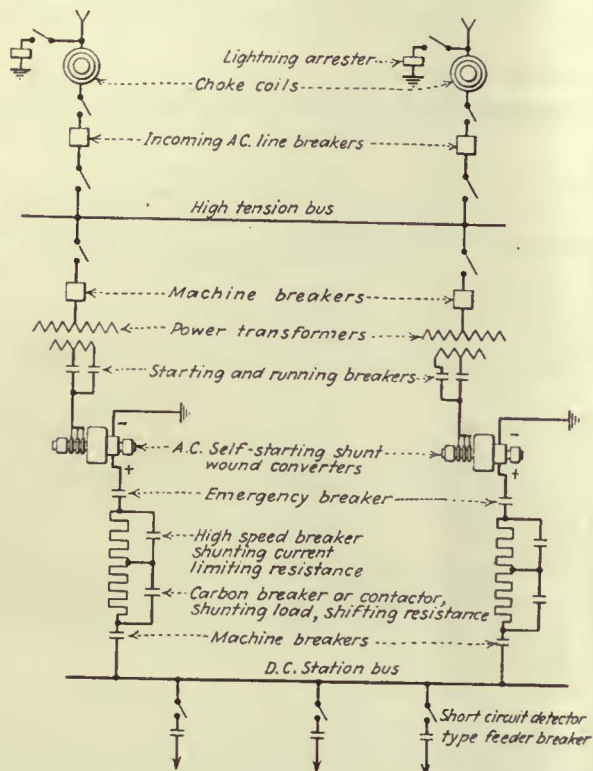 Lightning arrester
Choke coils
Incoming A.C. line breakers
High tension bus
Machine breakers
Power transformers
Starting and running breakers
-
-
A.C. Self-starting shunt
wound converters
+
+
Emergency breaker
High speed breaker
shunting current
limiting resistance
Carbon breaker or contactor,
shunting load, shifting resistance
Machine breakers
D.C. Station bus
Short circuit detector
type feeder breaker